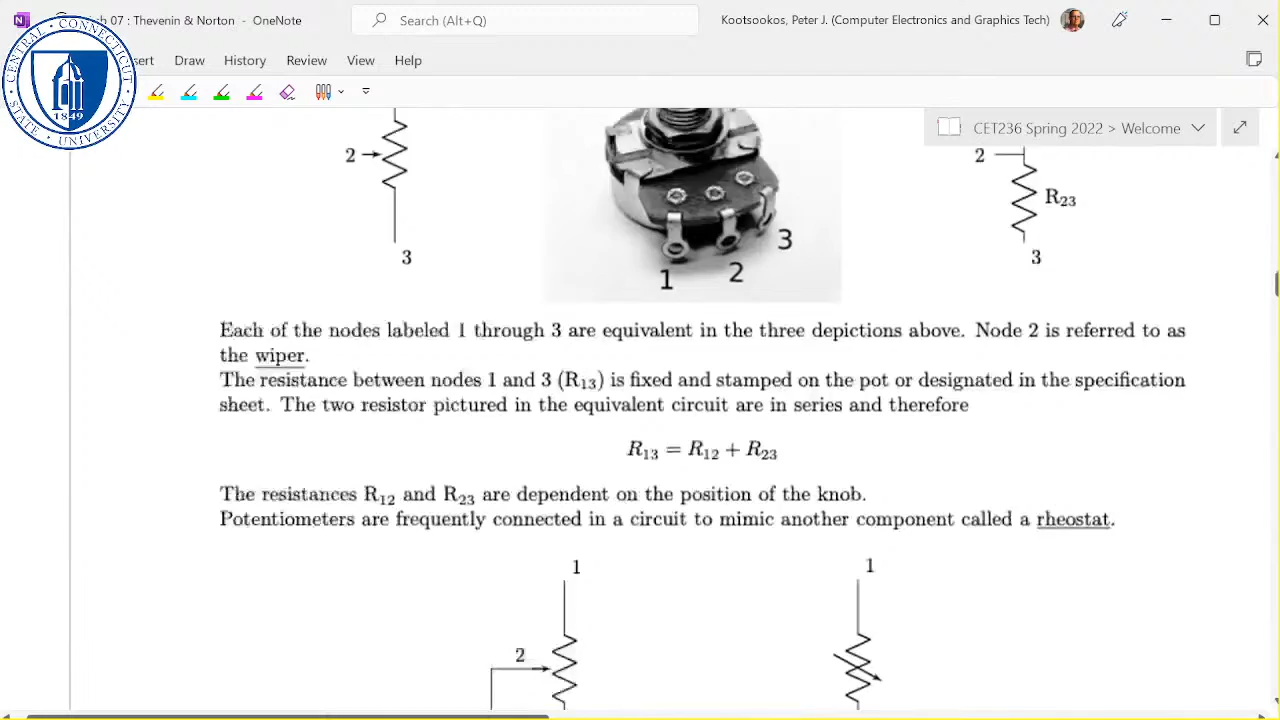 07 : Thevenin & Norton - OneNote
Search (Alt+Q)
Kootsookos, Peter J. (Computer Electronics and Graphics Tech)
Draw History Review View Help
CENTRAL CONNECTICUT
STATE UNIVERSITY
1849
CET236 Spring 2022 > Welcome
2
3
1
2
3
2
R23
3
Each of the nodes labeled 1 through 3 are equivalent in the three depictions above. Node 2 is referred to as
the wiper.
The resistance between nodes 1 and 3 (R13) is fixed and stamped on the pot or designated in the specification
sheet. The two resistor pictured in the equivalent circuit are in series and therefore
R13 = R12 + R23
The resistances R12 and R23 are dependent on the position of the knob.
Potentiometers are frequently connected in a circuit to mimic another component called a rheostat.
1
1
2